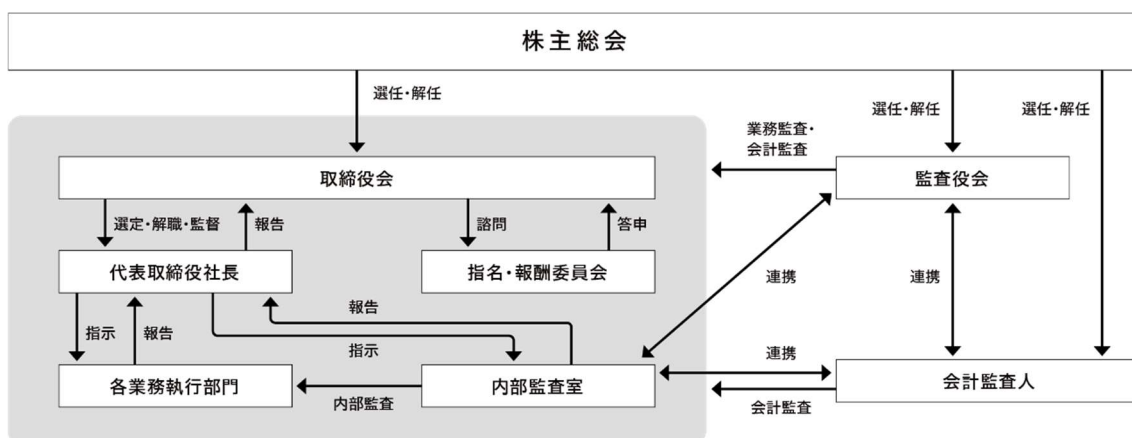 株主総会
選任・解任
選任・解任
選任・解任
業務監査・
会計監査
取締役会
監査役会
選定・解職・監督
報告
諮問
答申
代表取締役社長
指名・報酬委員会
連携
連携
報告
指示
報告
指示
連携
各業務執行部門
内部監査
内部監査室
会計監査
会計監査人